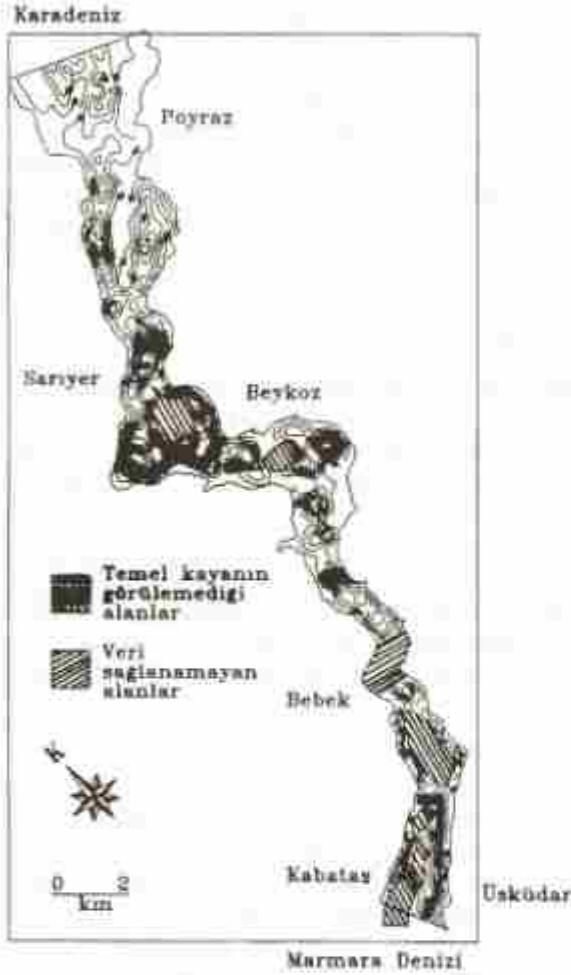 Karadeniz
Poyraz
Sarıyer
Beykoz
Temel kayanın
görülemediği
alanlar
Veri
sağlanamayan
alanlar
Bebek
K
0 2
km
Kabataş
Üsküdar
Marmara Denizi